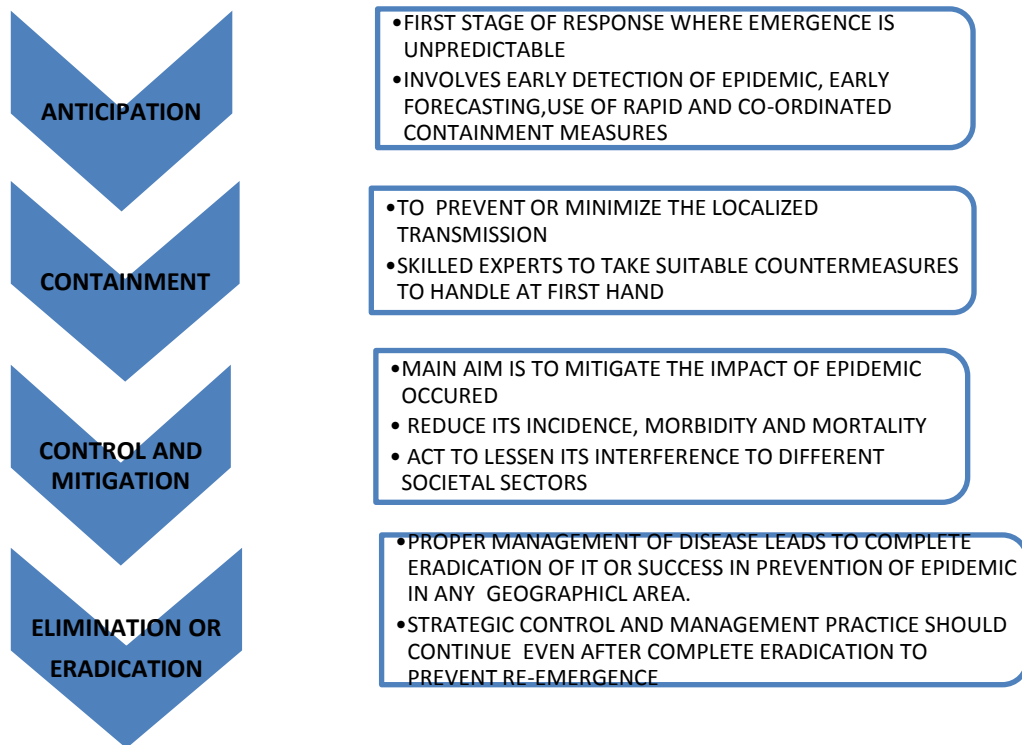 ANTICIPATION
•FIRST STAGE OF RESPONSE WHERE EMERGENCE IS
UNPREDICTABLE
•INVOLVES EARLY DETECTION OF EPIDEMIC, EARLY
FORECASTING,USE OF RAPID AND CO-ORDINATED
CONTAINMENT MEASURES
CONTAINMENT
•TO PREVENT OR MINIMIZE THE LOCALIZED
TRANSMISSION
•SKILLED EXPERTS TO TAKE SUITABLE COUNTERMEASURES
TO HANDLE AT FIRST HAND
CONTROL AND
MITIGATION
•MAIN AIM IS TO MITIGATE THE IMPACT OF EPIDEMIC
OCCURED
• REDUCE ITS INCIDENCE, MORBIDITY AND MORTALITY
• ACT TO LESSEN ITS INTERFERENCE TO DIFFERENT
SOCIETAL SECTORS
ELIMINATION OR
ERADICATION
•PROPER MANAGEMENT OF DISEASE LEADS TO COMPLETE
ERADICATION OF IT OR SUCCESS IN PREVENTION OF EPIDEMIC
IN ANY GEOGRAPHICL AREA.
•STRATEGIC CONTROL AND MANAGEMENT PRACTICE SHOULD
CONTINUE EVEN AFTER COMPLETE ERADICATION TO
PREVENT RE-EMERGENCE